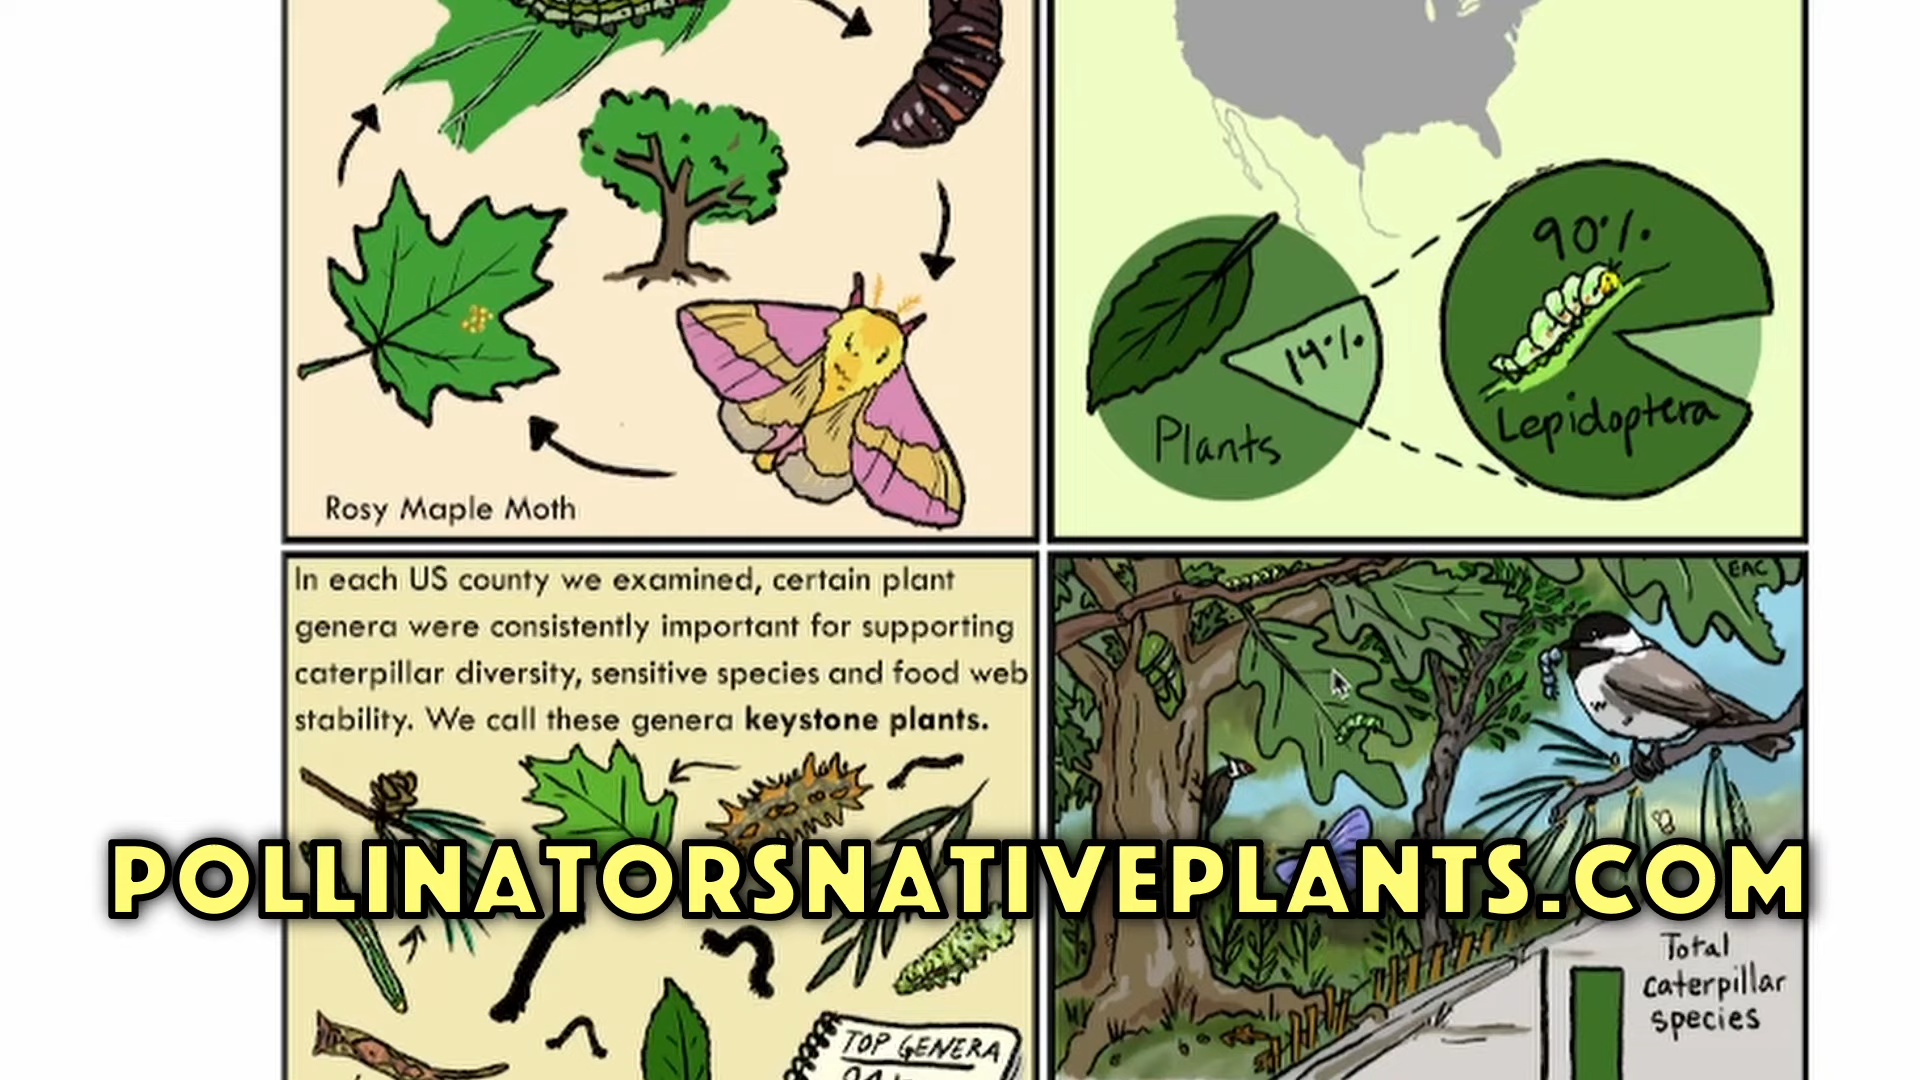 90%
14%
Lepidoptera
Plants
Rosy Maple Moth
In each US county we examined, certain plant
genera were consistently important for supporting
caterpillar diversity, sensitive species and food web
stability. We call these genera keystone plants.
EAC
POLLINATORSNATIVEPLANTS.COM
Total
caterpillar
species
TOP GENERA